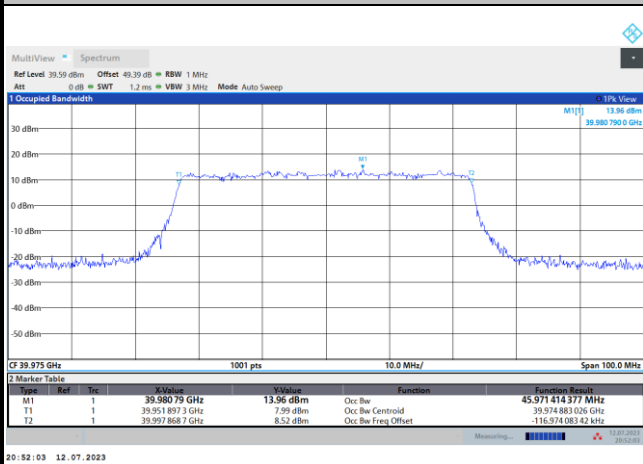 MultiView Spectrum
Ref Level 39.59 dBm Offset 49.39 dB RBW 1 MHz
Att 0 dB SWT 1.2 ms VBW 3 MHz Mode Auto Sweep
1 Occupied Bandwidth 1Pk View
M1[1] 13.96 dBm
39.980 790 0 GHz
30 dBm
20 dBm
M1
T1 T2
10 dBm
0 dBm
-10 dBm
-20 dBm
-30 dBm
-40 dBm
-50 dBm
CF 39.975 GHz 1001 pts 10.0 MHz/ Span 100.0 MHz
2 Marker Table
Type Ref Trc X-Value Y-Value Function Function Result
M1 1 39.980 79 GHz 13.96 dBm Occ Bw 45.971 414 377 MHz
T1 1 39.951 897 3 GHz 7.99 dBm Occ Bw Centroid 39.974 883 026 GHz
T2 1 39.997 868 7 GHz 8.52 dBm Occ Bw Freq Offset -116.974 083 42 kHz
Measuring... 12.07.2023
20:52:03
20:52:03 12.07.2023